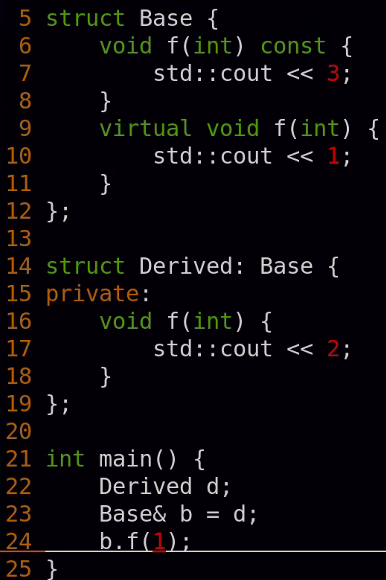 5 struct Base {
6     void f(int) const {
7         std::cout << 3;
8     }
9     virtual void f(int) {
10         std::cout << 1;
11     }
12 };
13
14 struct Derived: Base {
15 private:
16     void f(int) {
17         std::cout << 2;
18     }
19 };
20
21 int main() {
22     Derived d;
23     Base& b = d;
24     b.f(1);
25 }